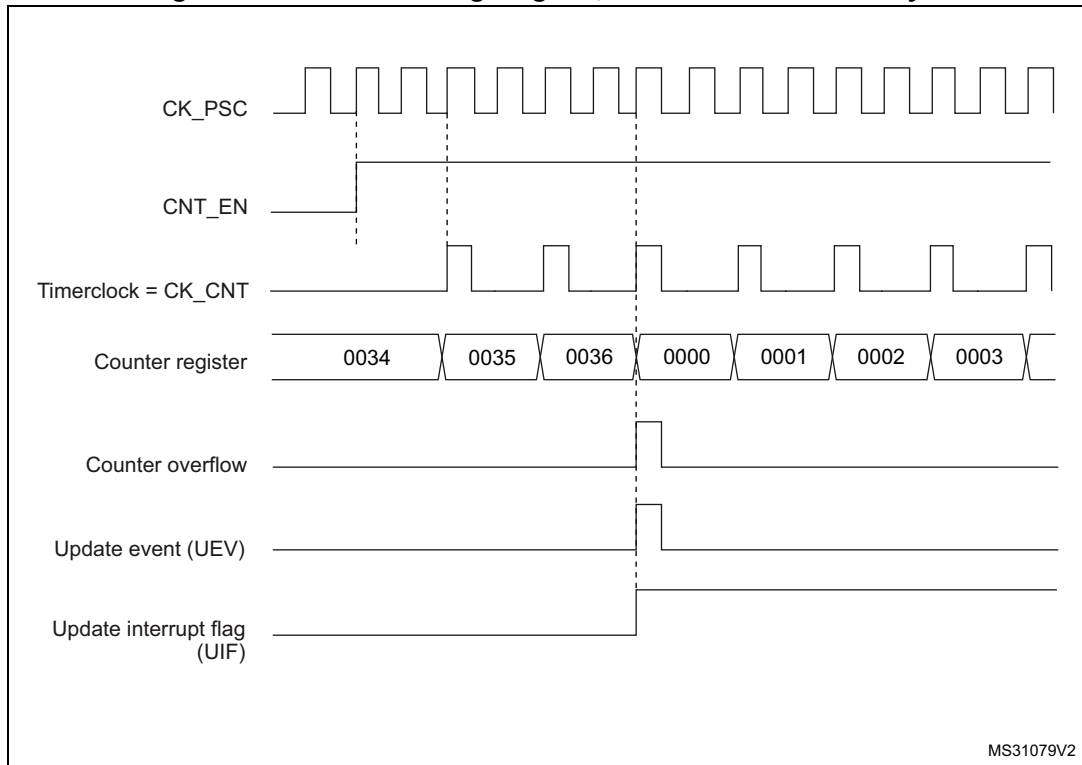 CK_PSC
CNT_EN
Timerclock = CK_CNT
Counter register
0034 0035 0036 0000 0001 0002 0003
Counter overflow
Update event (UEV)
Update interrupt flag
(UIF)
MS31079V2